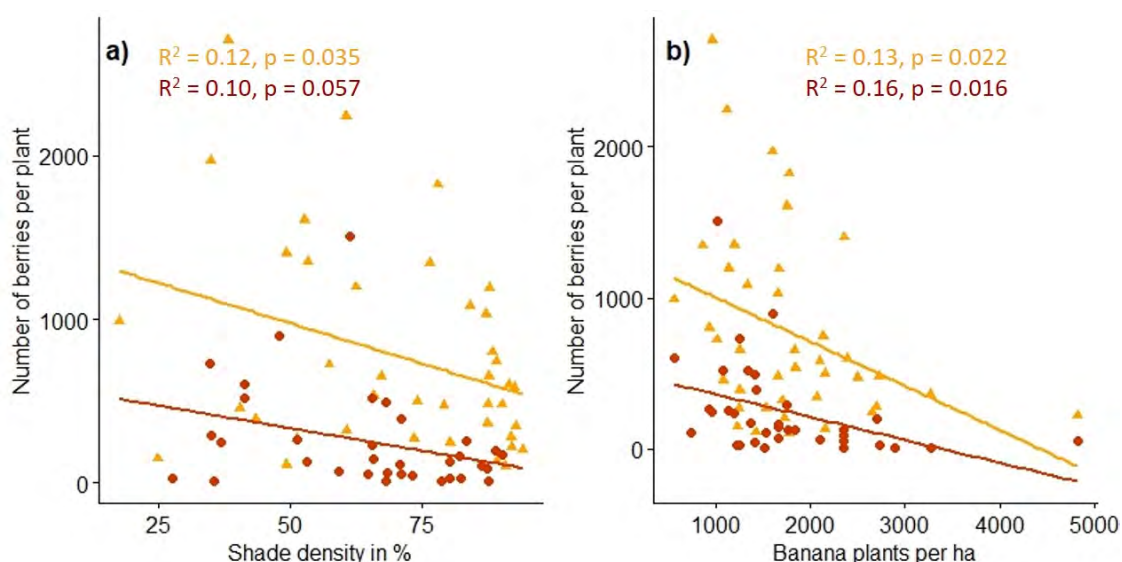 a)
R² = 0.12, p = 0.035
R² = 0.10, p = 0.057
Number of berries per plant
2000
1000
0
25 50 75
Shade density in %
b)
R² = 0.13, p = 0.022
R² = 0.16, p = 0.016
Number of berries per plant
2000
1000
0
1000 2000 3000 4000 5000
Banana plants per ha